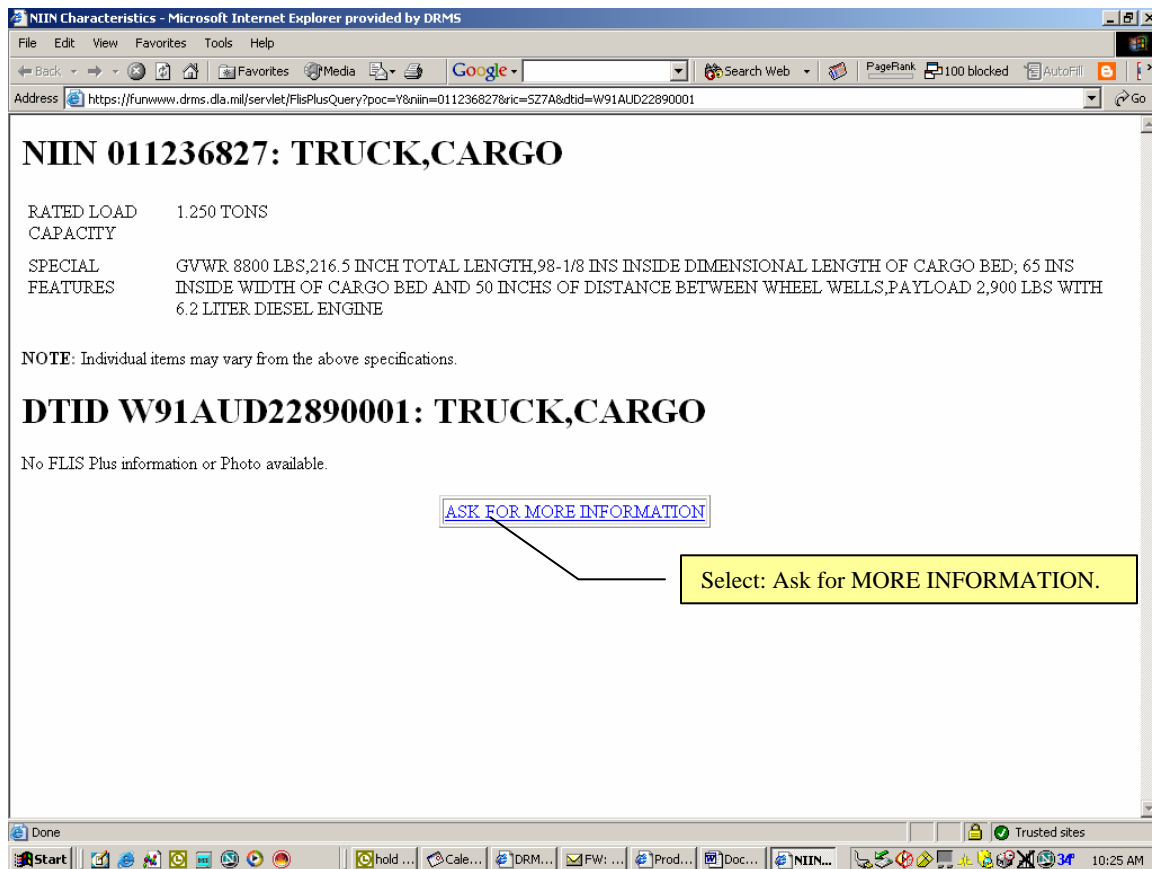 NIIN Characteristics - Microsoft Internet Explorer provided by DRMS
File Edit View Favorites Tools Help
Back Favorites Media Google Search Web PageRank 100 blocked AutoFill
Address https://funwww.drms.dla.mil/servlet/FlisPlusQuery?poc=Y&niin=011236827&ric=SZ7A&dtid=W91AUD22890001 Go
NIIN 011236827: TRUCK,CARGO
RATED LOAD 1.250 TONS
CAPACITY
SPECIAL GVWR 8800 LBS,216.5 INCH TOTAL LENGTH,98-1/8 INS INSIDE DIMENSIONAL LENGTH OF CARGO BED; 65 INS
FEATURES INSIDE WIDTH OF CARGO BED AND 50 INCHS OF DISTANCE BETWEEN WHEEL WELLS,PAYLOAD 2,900 LBS WITH
6.2 LITER DIESEL ENGINE
NOTE: Individual items may vary from the above specifications.
DTID W91AUD22890001: TRUCK,CARGO
No FLIS Plus information or Photo available.
ASK FOR MORE INFORMATION
Select: Ask for MORE INFORMATION.
Done Trusted sites
Start hold ... Cale... DRM... FW: ... Prod... Doc... NIIN... 34° 10:25 AM